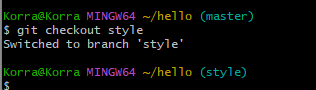 Korra@Korra MINGW64 ~/hello (master)
$ git checkout style
Switched to branch 'style'
Korra@Korra MINGW64 ~/hello (style)
$